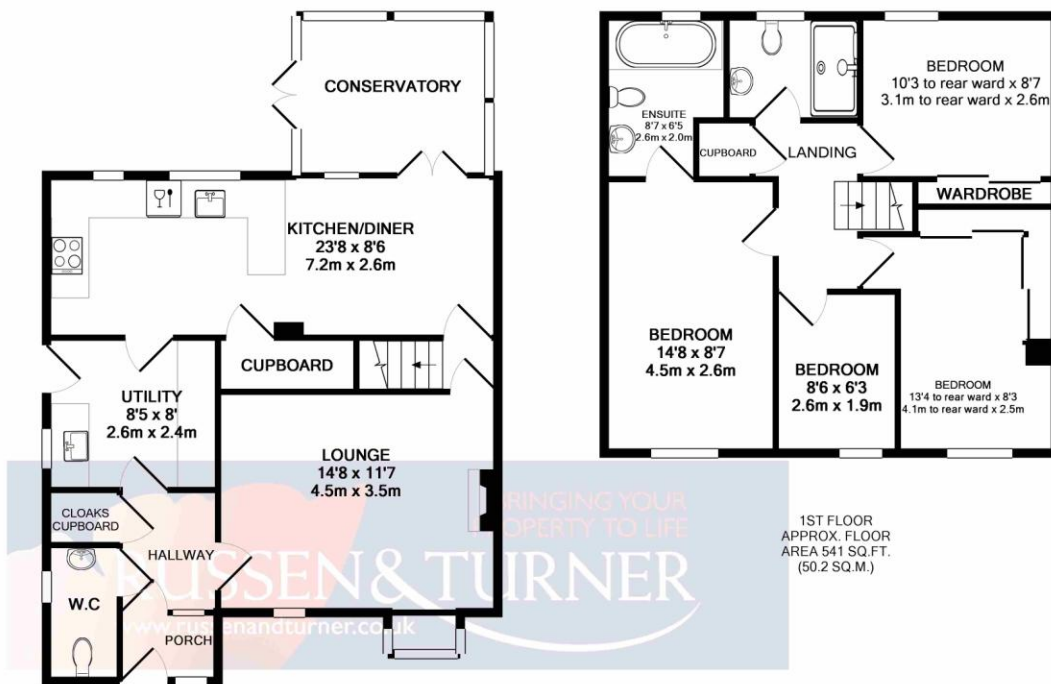 CONSERVATORY
KITCHEN/DINER
23'8 x 8'6
7.2m x 2.6m
CUPBOARD
UTILITY
8'5 x 8'
2.6m x 2.4m
LOUNGE
14'8 x 11'7
4.5m x 3.5m
CLOAKS
CUPBOARD
HALLWAY
W.C
PORCH
BRINGING YOUR
PROPERTY TO LIFE
RUSSEN & TURNER
www.russenandturner.co.uk
ENSUITE
8'7 x 6'5
2.6m x 2.0m
CUPBOARD
LANDING
BEDROOM
10'3 to rear ward x 8'7
3.1m to rear ward x 2.6m
WARDROBE
BEDROOM
14'8 x 8'7
4.5m x 2.6m
BEDROOM
8'6 x 6'3
2.6m x 1.9m
BEDROOM
13'4 to rear ward x 8'3
4.1m to rear ward x 2.5m
1ST FLOOR
APPROX. FLOOR
AREA 541 SQ.FT.
(50.2 SQ.M.)